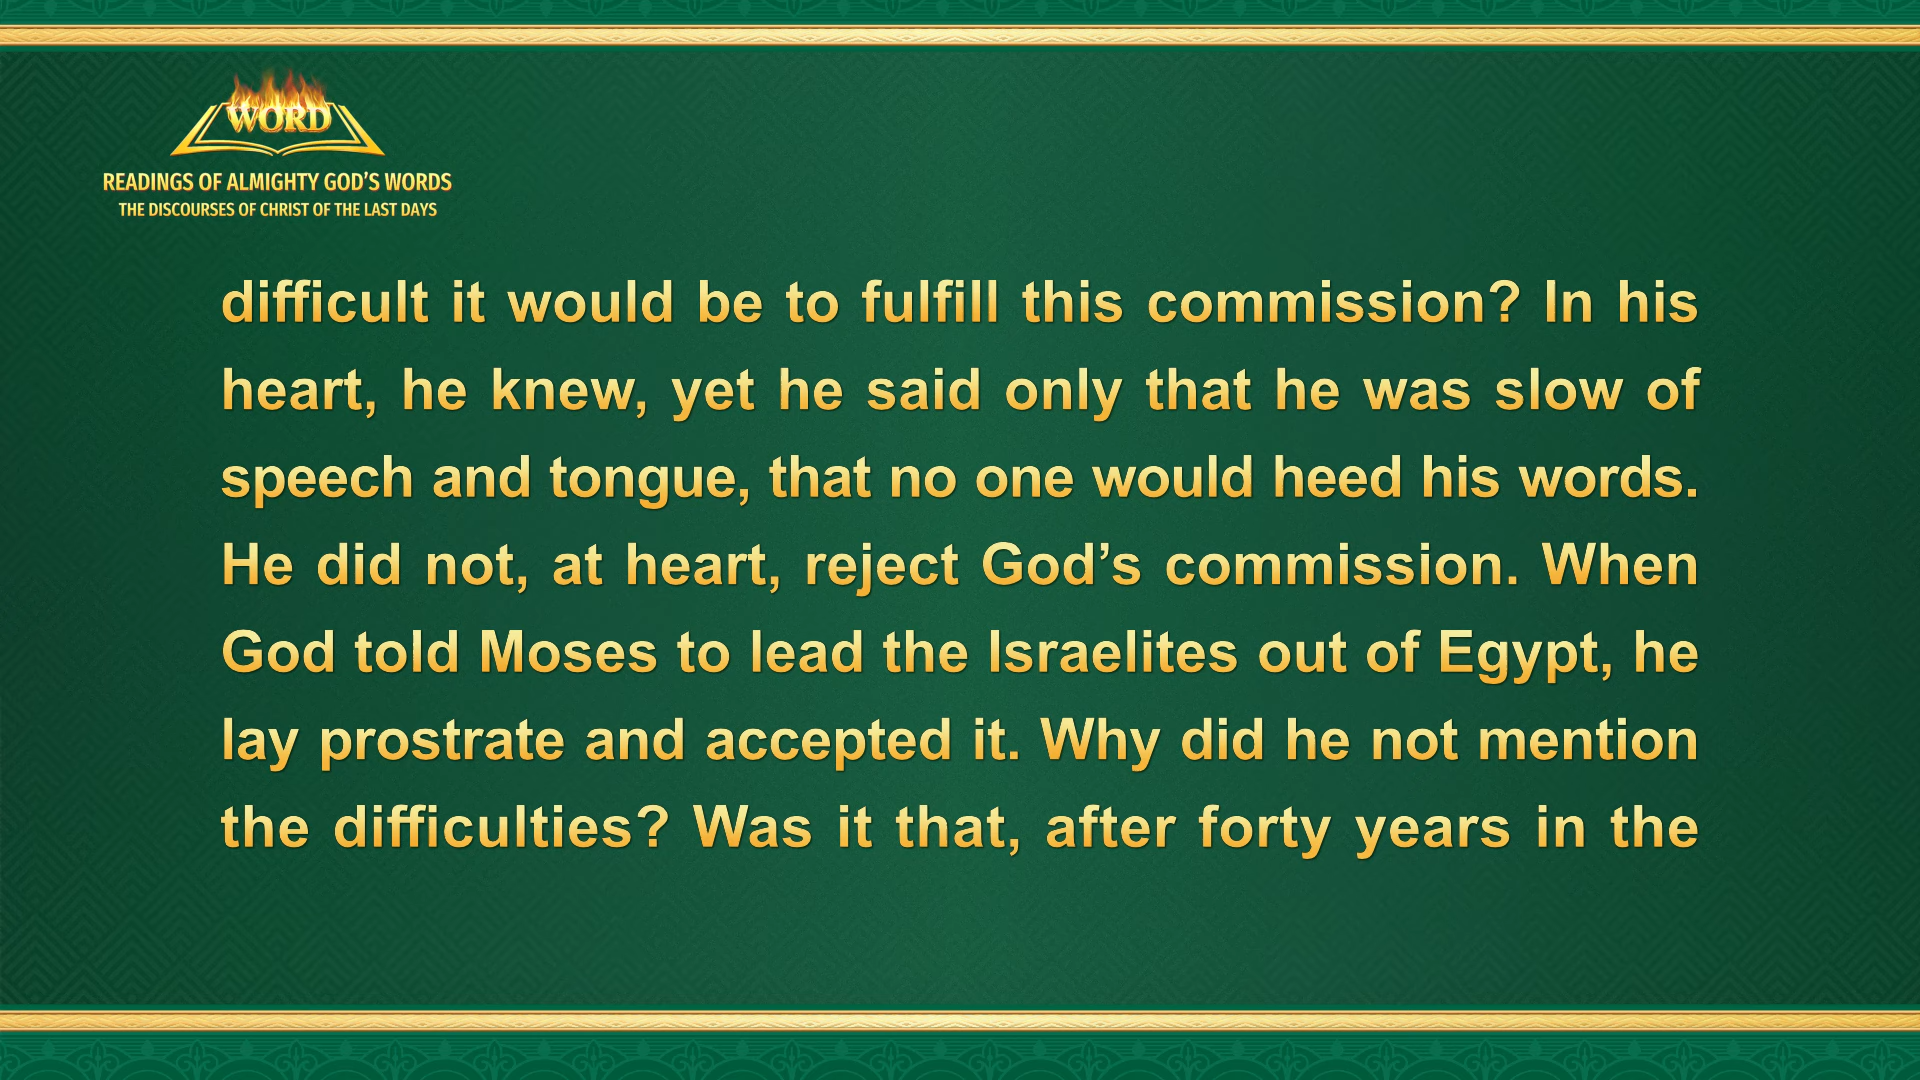 WORD
READINGS OF ALMIGHTY GOD’S WORDS
THE DISCOURSES OF CHRIST OF THE LAST DAYS
difficult it would be to fulfill this commission? In his
heart, he knew, yet he said only that he was slow of
speech and tongue, that no one would heed his words.
He did not, at heart, reject God’s commission. When
God told Moses to lead the Israelites out of Egypt, he
lay prostrate and accepted it. Why did he not mention
the difficulties? Was it that, after forty years in the